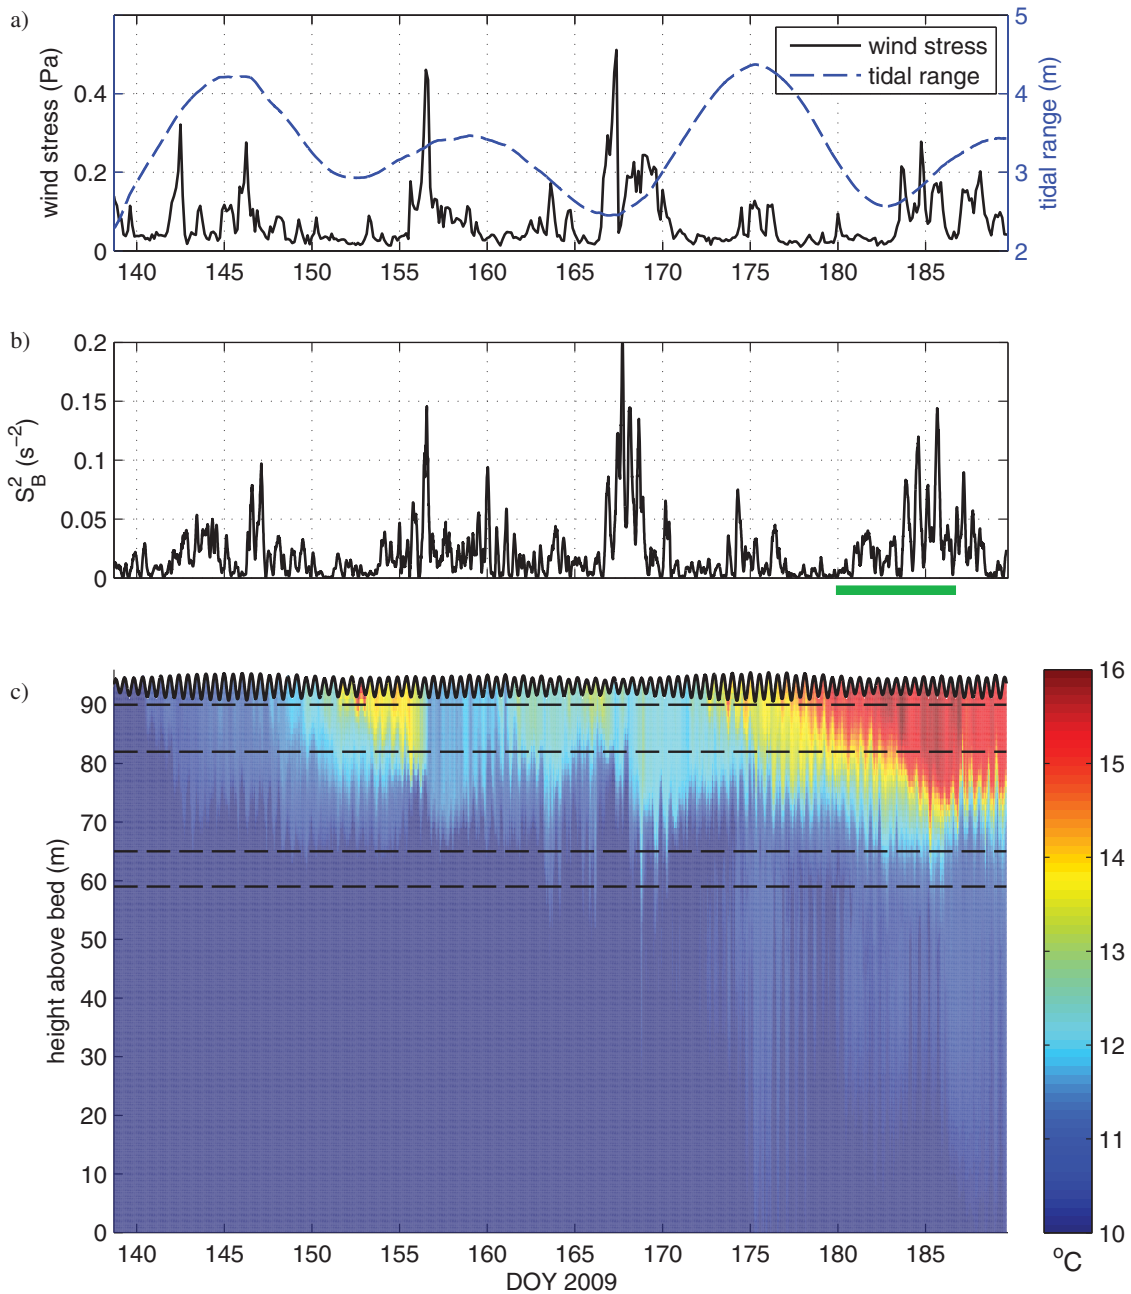 a)
wind stress (Pa)
0.4
0.2
0
5
4
3
2
tidal range (m)
wind stress
tidal range
140 145 150 155 160 165 170 175 180 185
b)
S_B^2 (s^−2)
0.2
0.15
0.1
0.05
0
c)
height above bed (m)
90
80
70
60
50
40
30
20
10
0
140 145 150 155 160 165 170 175 180 185
DOY 2009
16
15
14
13
12
11
10
°C